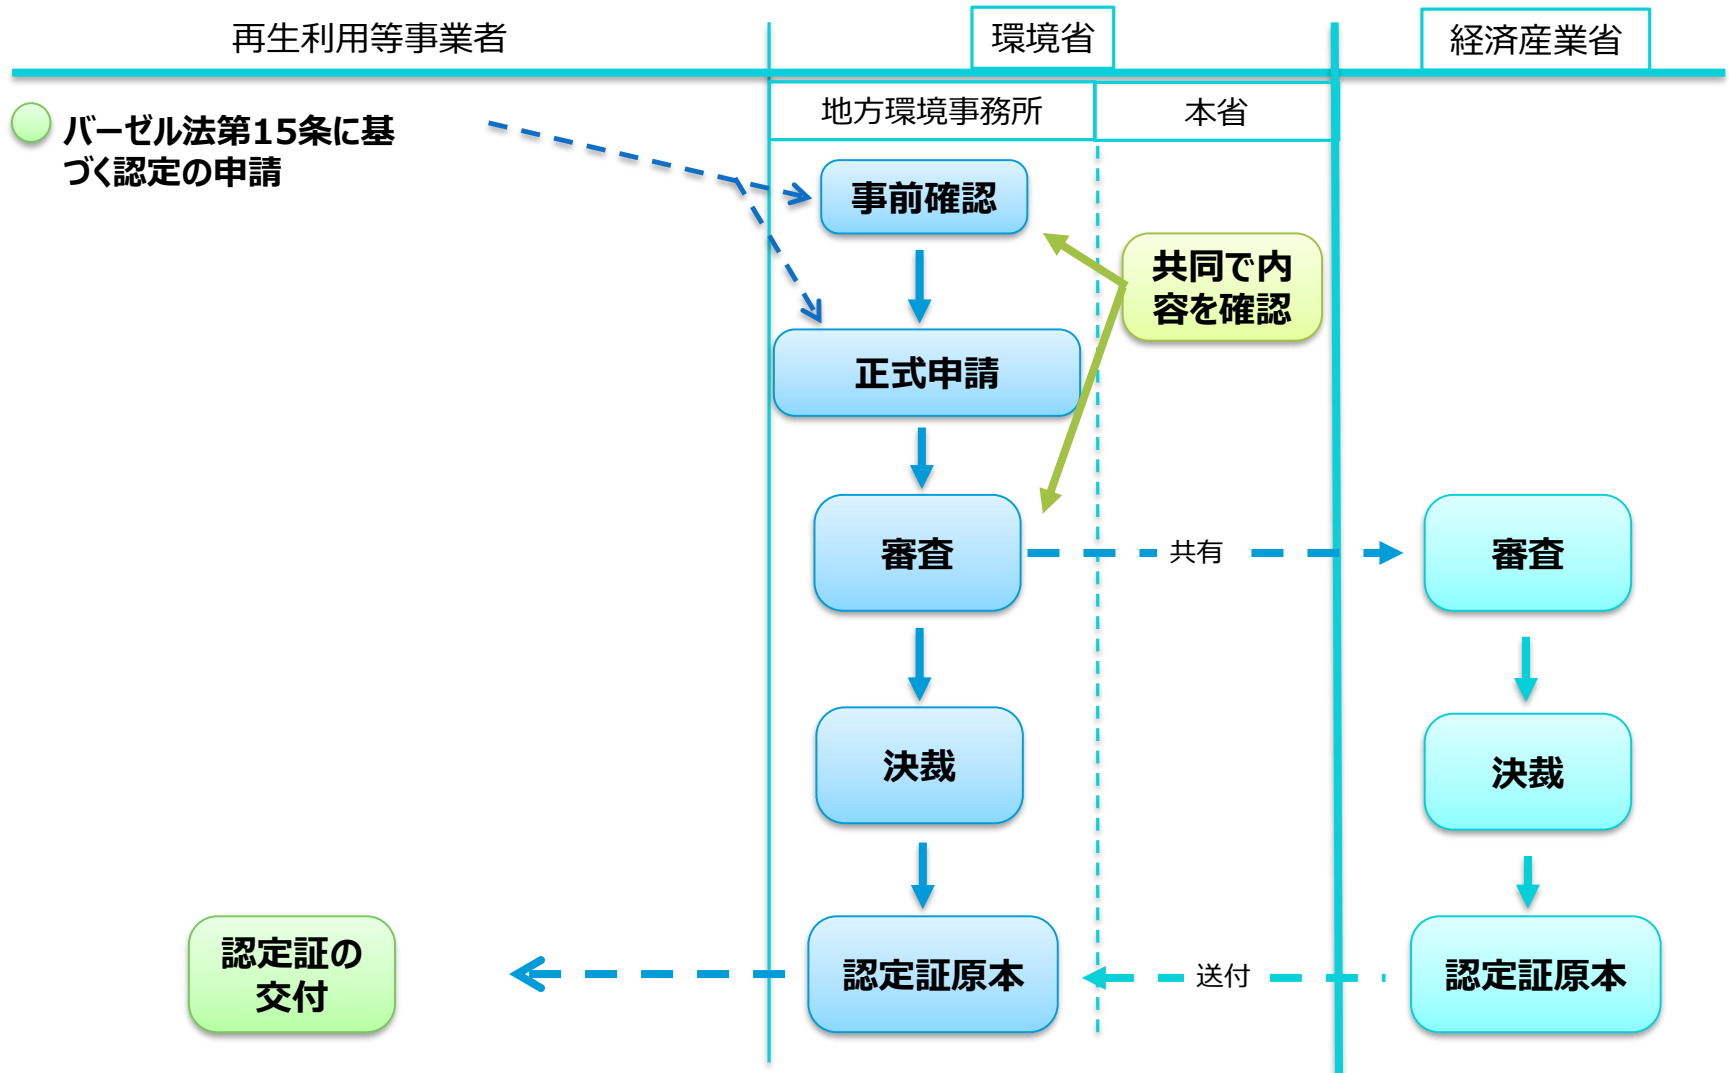 再生利用等事業者
環境省
経済産業省
地方環境事務所
本省
バーゼル法第15条に基
づく認定の申請
事前確認
共同で内
容を確認
正式申請
審査
共有
審査
決裁
決裁
認定証の
交付
認定証原本
送付
認定証原本